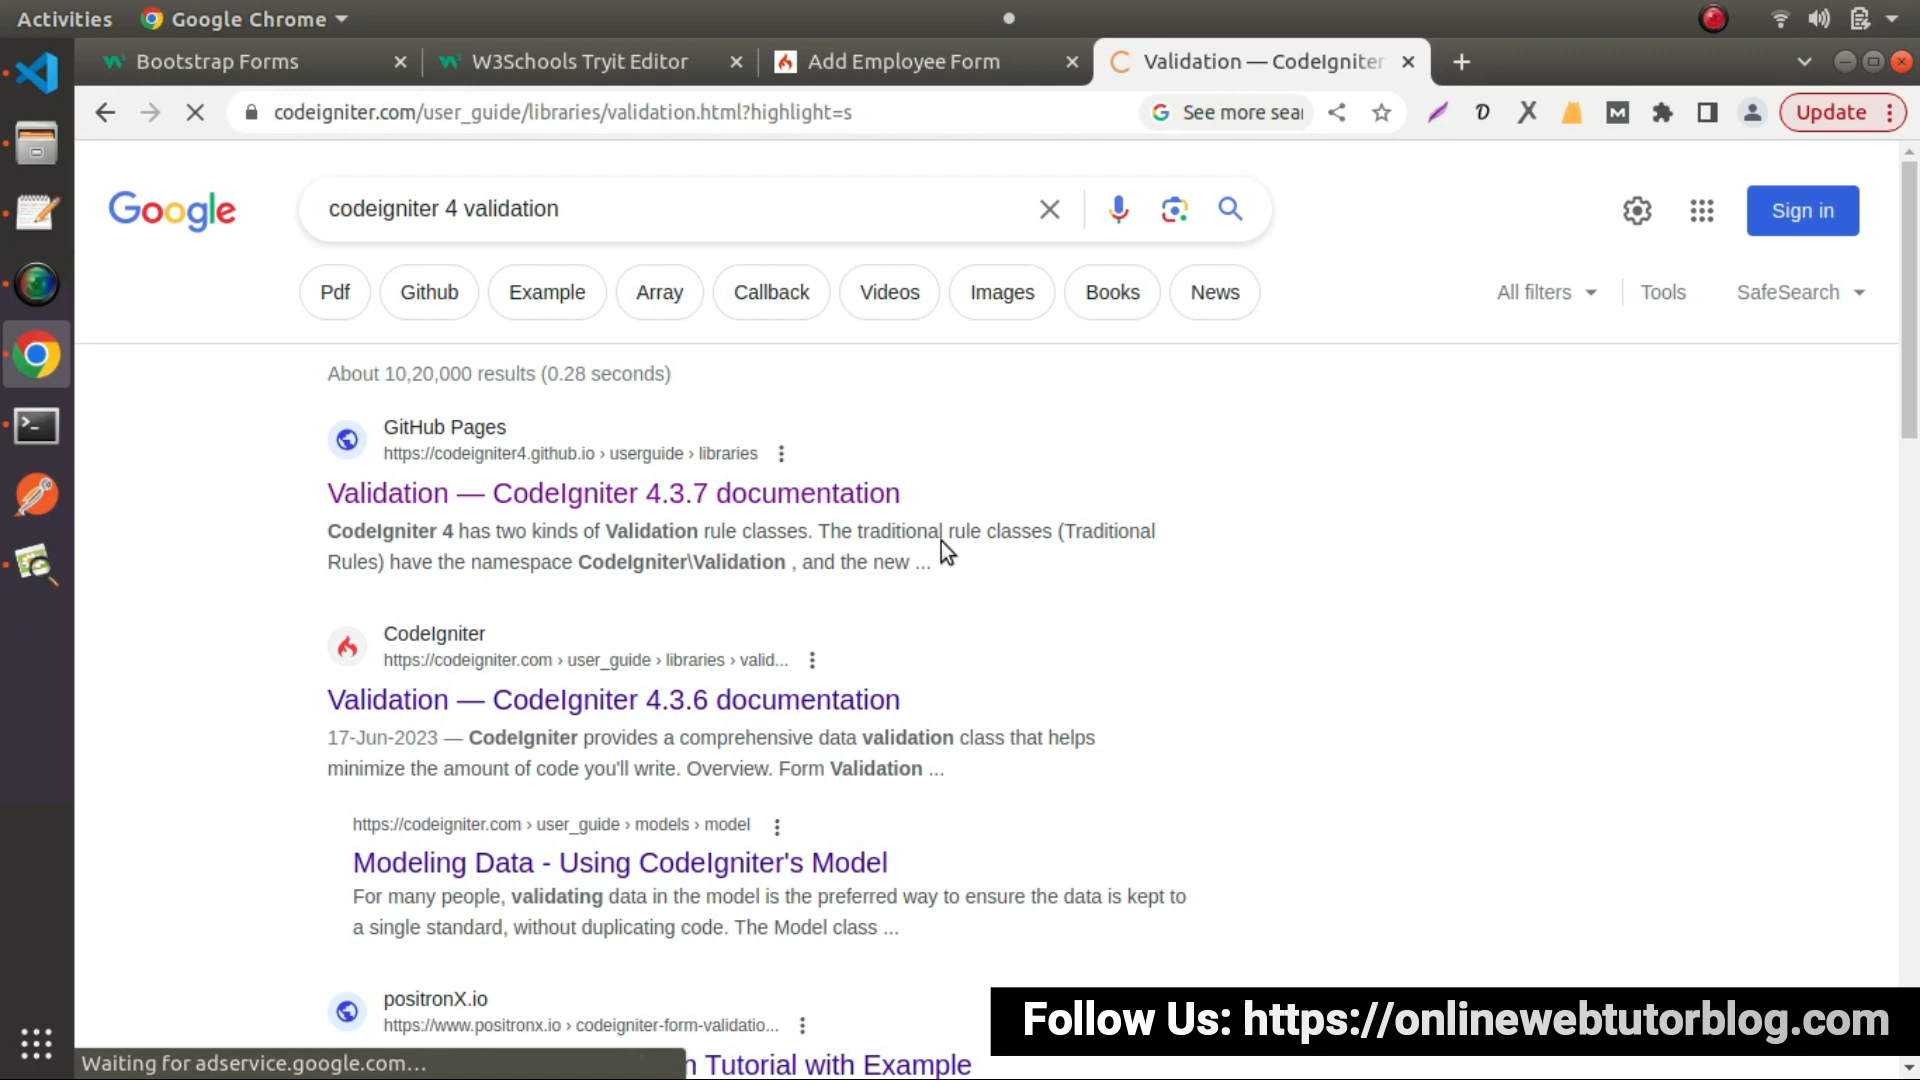 Activities
Google Chrome
Bootstrap Forms
W3Schools Tryit Editor
Add Employee Form
Validation — CodeIgniter
codeigniter.com/user_guide/libraries/validation.html?highlight=s
See more sear
Update
Google
codeigniter 4 validation
Sign in
Pdf
Github
Example
Array
Callback
Videos
Images
Books
News
All filters
Tools
SafeSearch
About 10,20,000 results (0.28 seconds)
GitHub Pages
https://codeigniter4.github.io › userguide › libraries
Validation — CodeIgniter 4.3.7 documentation
CodeIgniter 4 has two kinds of Validation rule classes. The traditional rule classes (Traditional
Rules) have the namespace CodeIgniter\Validation , and the new ...
CodeIgniter
https://codeigniter.com › user_guide › libraries › valid...
Validation — CodeIgniter 4.3.6 documentation
17-Jun-2023 — CodeIgniter provides a comprehensive data validation class that helps
minimize the amount of code you'll write. Overview. Form Validation ...
https://codeigniter.com › user_guide › models › model
Modeling Data - Using CodeIgniter's Model
For many people, validating data in the model is the preferred way to ensure the data is kept to
a single standard, without duplicating code. The Model class ...
positronX.io
https://www.positronx.io › codeigniter-form-validatio...
n Tutorial with Example
Waiting for adservice.google.com...
Follow Us: https://onlinewebtutorblog.com